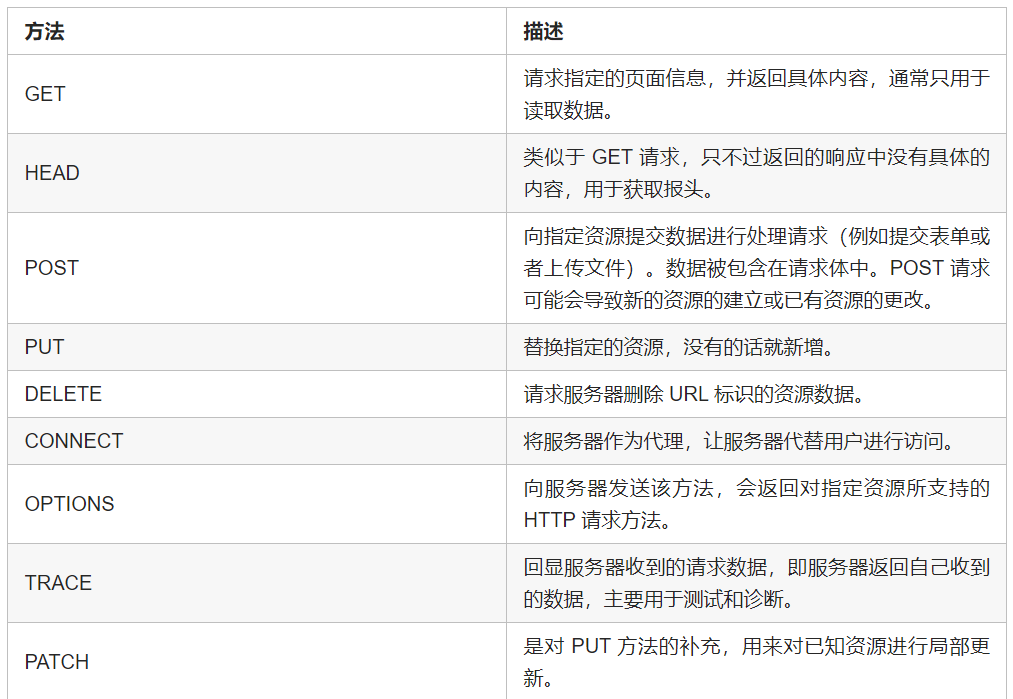 方法 描述
GET 请求指定的页面信息，并返回具体内容，通常只用于
读取数据。
HEAD 类似于 GET 请求，只不过返回的响应中没有具体的
内容，用于获取报头。
POST 向指定资源提交数据进行处理请求（例如提交表单或
者上传文件）。数据被包含在请求体中。POST 请求
可能会导致新的资源的建立或已有资源的更改。
PUT 替换指定的资源，没有的话就新增。
DELETE 请求服务器删除 URL 标识的资源数据。
CONNECT 将服务器作为代理，让服务器代替用户进行访问。
OPTIONS 向服务器发送该方法，会返回对指定资源所支持的
HTTP 请求方法。
TRACE 回显服务器收到的请求数据，即服务器返回自己收到
的数据，主要用于测试和诊断。
PATCH 是对 PUT 方法的补充，用来对已知资源进行局部更
新。